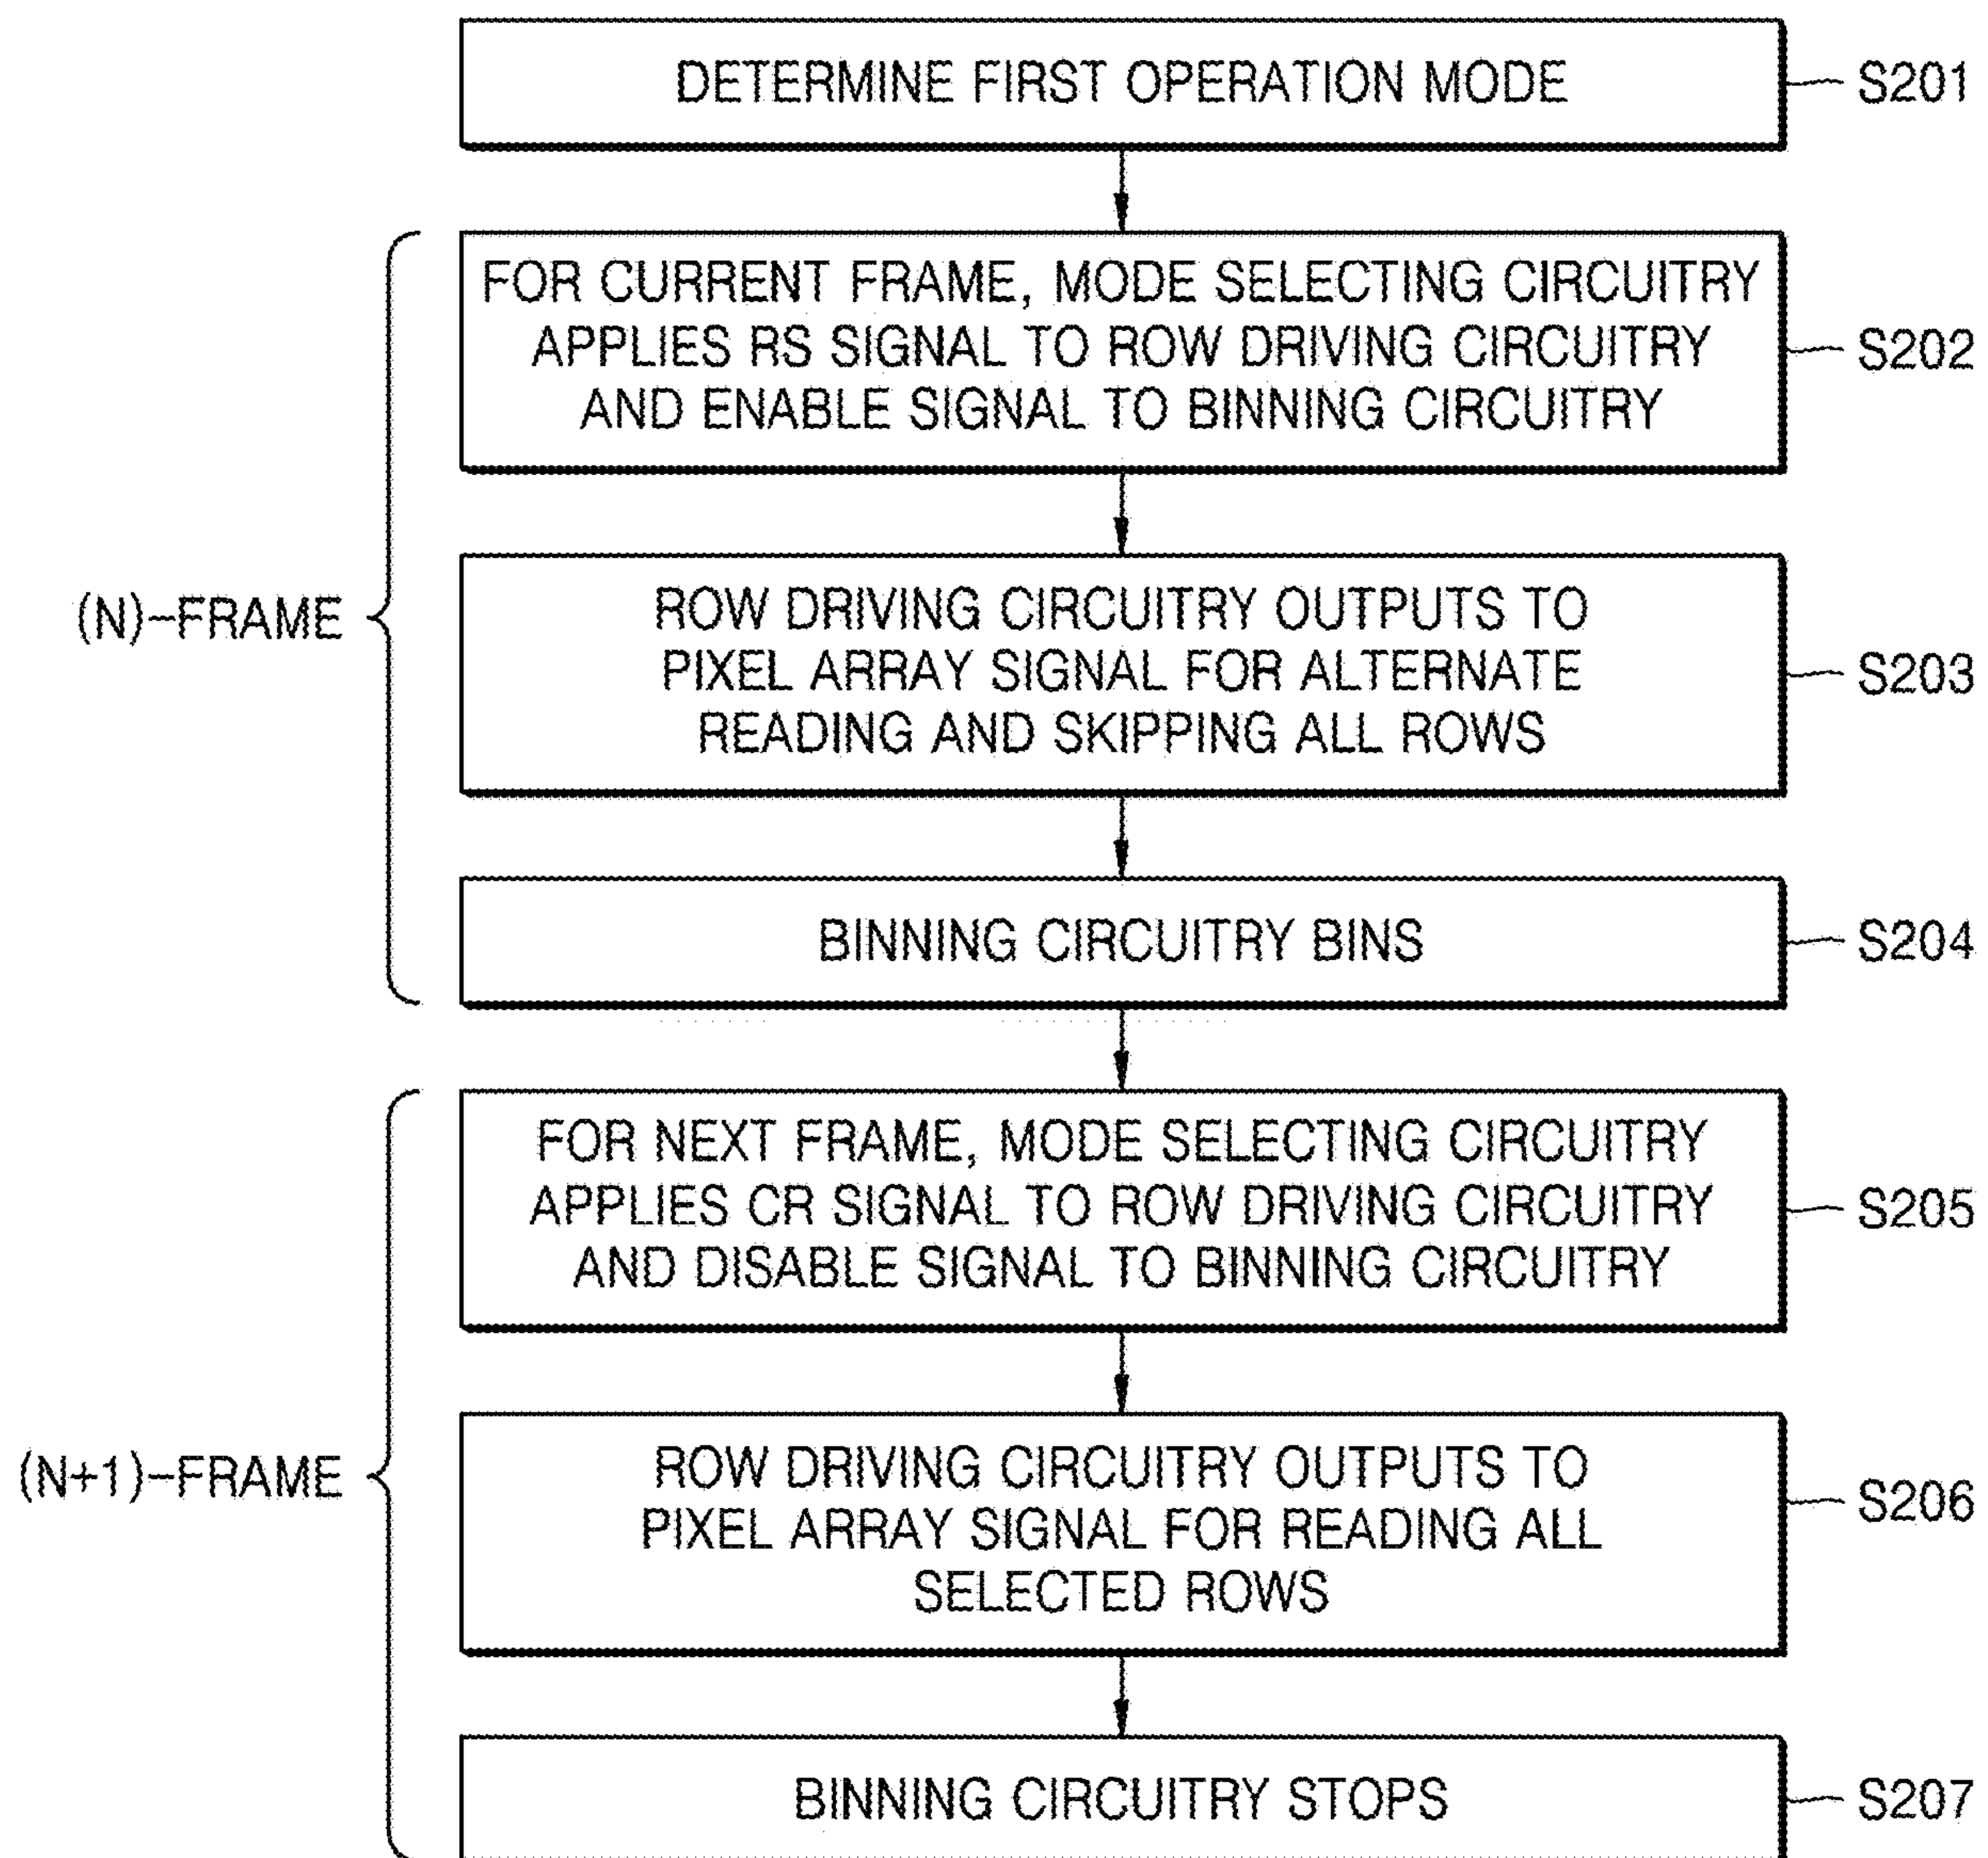 DETERMINE FIRST OPERATION MODE
S201
FOR CURRENT FRAME, MODE SELECTING CIRCUITRY
APPLIES RS SIGNAL TO ROW DRIVING CIRCUITRY
AND ENABLE SIGNAL TO BINNING CIRCUITRY
S202
(N)-FRAME
ROW DRIVING CIRCUITRY OUTPUTS TO
PIXEL ARRAY SIGNAL FOR ALTERNATE
READING AND SKIPPING ALL ROWS
S203
BINNING CIRCUITRY BINS
S204
FOR NEXT FRAME, MODE SELECTING CIRCUITRY
APPLIES CR SIGNAL TO ROW DRIVING CIRCUITRY
AND DISABLE SIGNAL TO BINNING CIRCUITRY
S205
(N+1)-FRAME
ROW DRIVING CIRCUITRY OUTPUTS TO
PIXEL ARRAY SIGNAL FOR READING ALL
SELECTED ROWS
S206
BINNING CIRCUITRY STOPS
S207